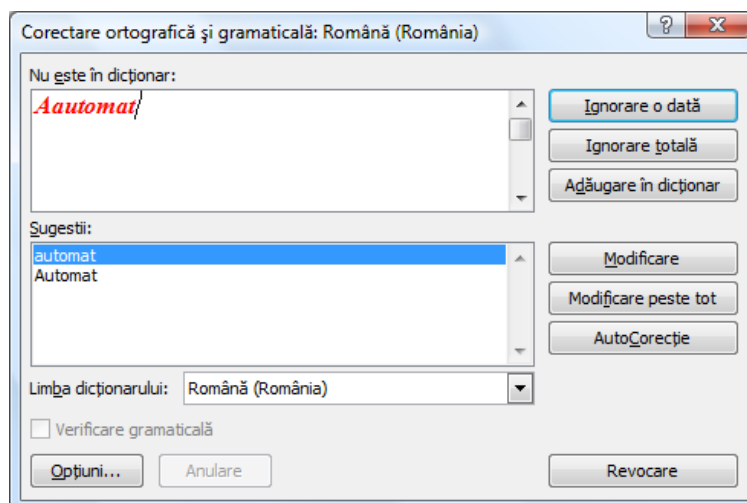 Corectare ortografică şi gramaticală: Română (România)
Nu este în dicţionar:
Aautomat
Ignorare o dată
Ignorare totală
Adăugare în dicţionar
Sugestii:
automat
Automat
Modificare
Modificare peste tot
AutoCorecţie
Limba dicţionarului: Română (România)
Verificare gramaticală
Opţiuni... Anulare Revocare